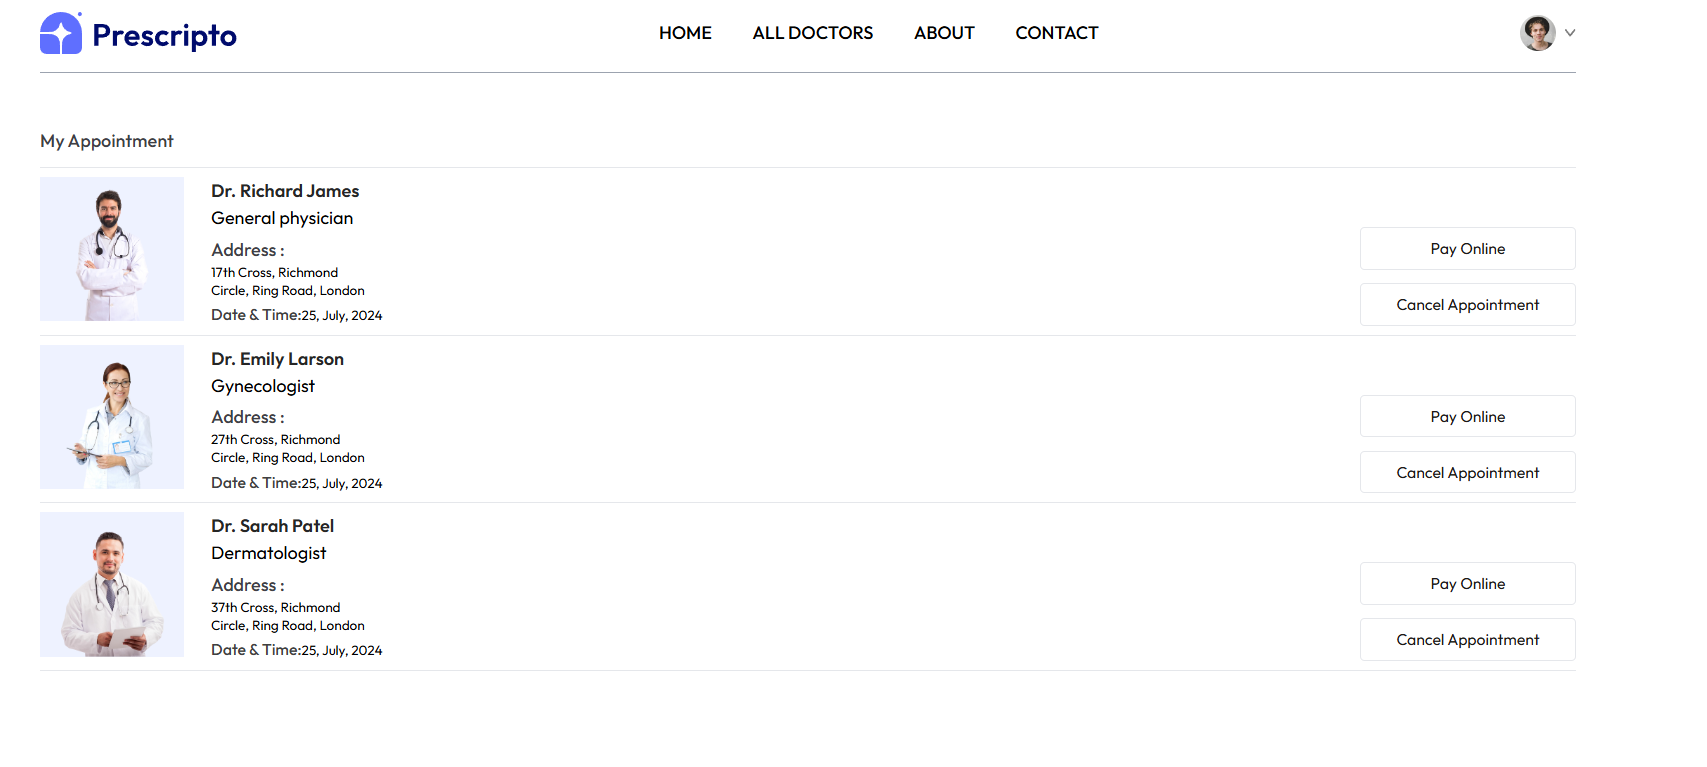 Prescripto
HOME
ALL DOCTORS
ABOUT
CONTACT
My Appointment
Dr. Richard James
General physician
Address :
17th Cross, Richmond
Circle, Ring Road, London
Date & Time:25, July, 2024
Pay Online
Cancel Appointment
Dr. Emily Larson
Gynecologist
Address :
27th Cross, Richmond
Circle, Ring Road, London
Date & Time:25, July, 2024
Pay Online
Cancel Appointment
Dr. Sarah Patel
Dermatologist
Address :
37th Cross, Richmond
Circle, Ring Road, London
Date & Time:25, July, 2024
Pay Online
Cancel Appointment